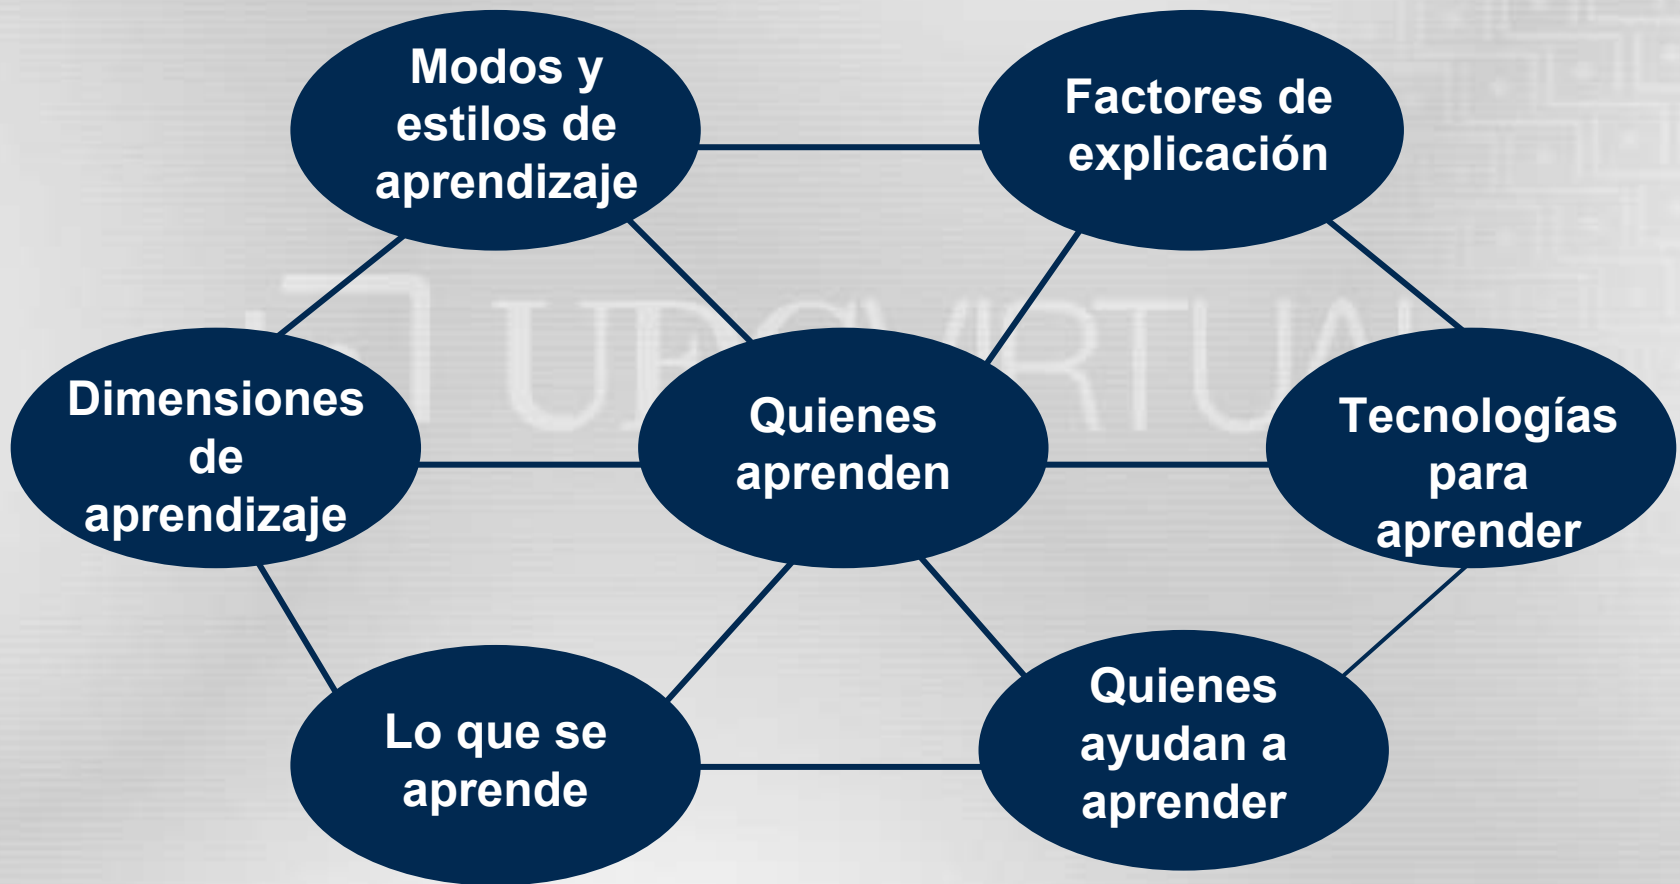 Modos y
estilos de
aprendizaje
Factores de
explicación
Dimensiones
de
aprendizaje
Quienes
aprenden
Tecnologías
para
aprender
Lo que se
aprende
Quienes
ayudan a
aprender